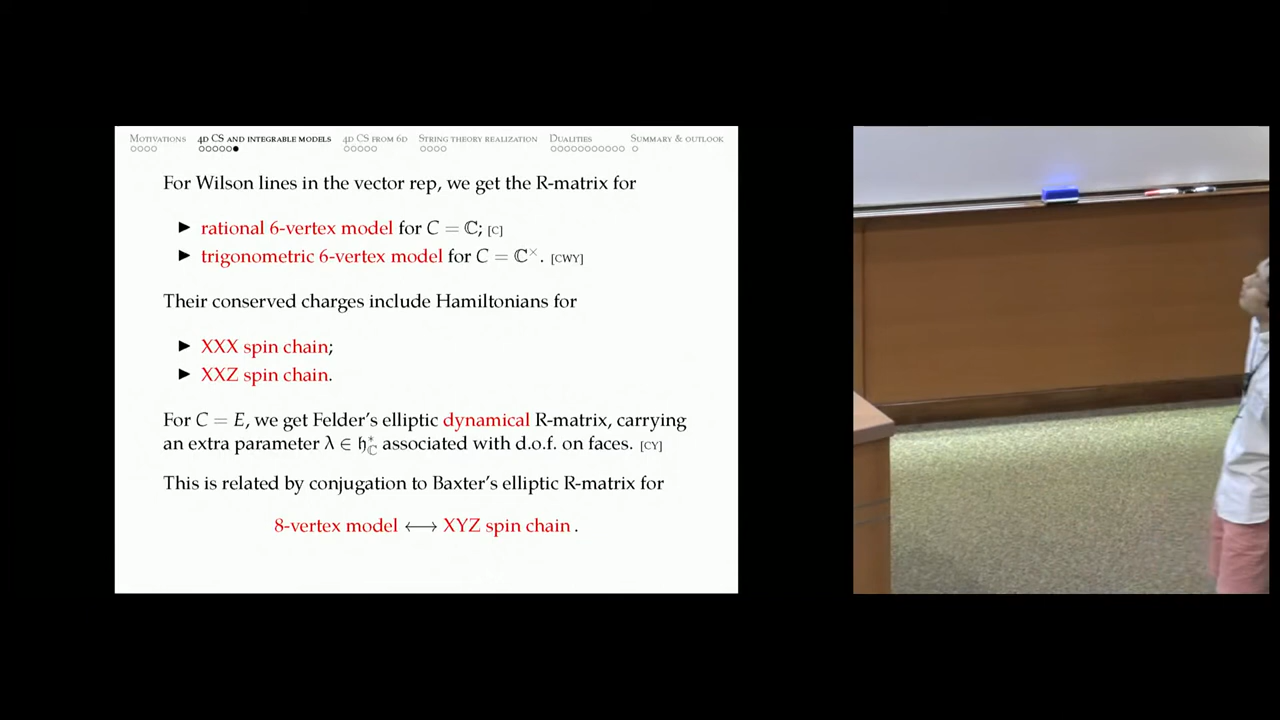 MOTIVATIONS 4D CS AND INTEGRABLE MODELS 4D CS FROM 6D STRING THEORY REALIZATION DUALITIES SUMMARY & OUTLOOK
For Wilson lines in the vector rep, we get the R-matrix for
▶ rational 6-vertex model for C = ℂ; [C]
▶ trigonometric 6-vertex model for C = ℂ×. [CWY]
Their conserved charges include Hamiltonians for
▶ XXX spin chain;
▶ XXZ spin chain.
For C = E, we get Felder's elliptic dynamical R-matrix, carrying
an extra parameter λ ∈ 𝔥*_ℂ associated with d.o.f. on faces. [CY]
This is related by conjugation to Baxter's elliptic R-matrix for
8-vertex model ⟷ XYZ spin chain.